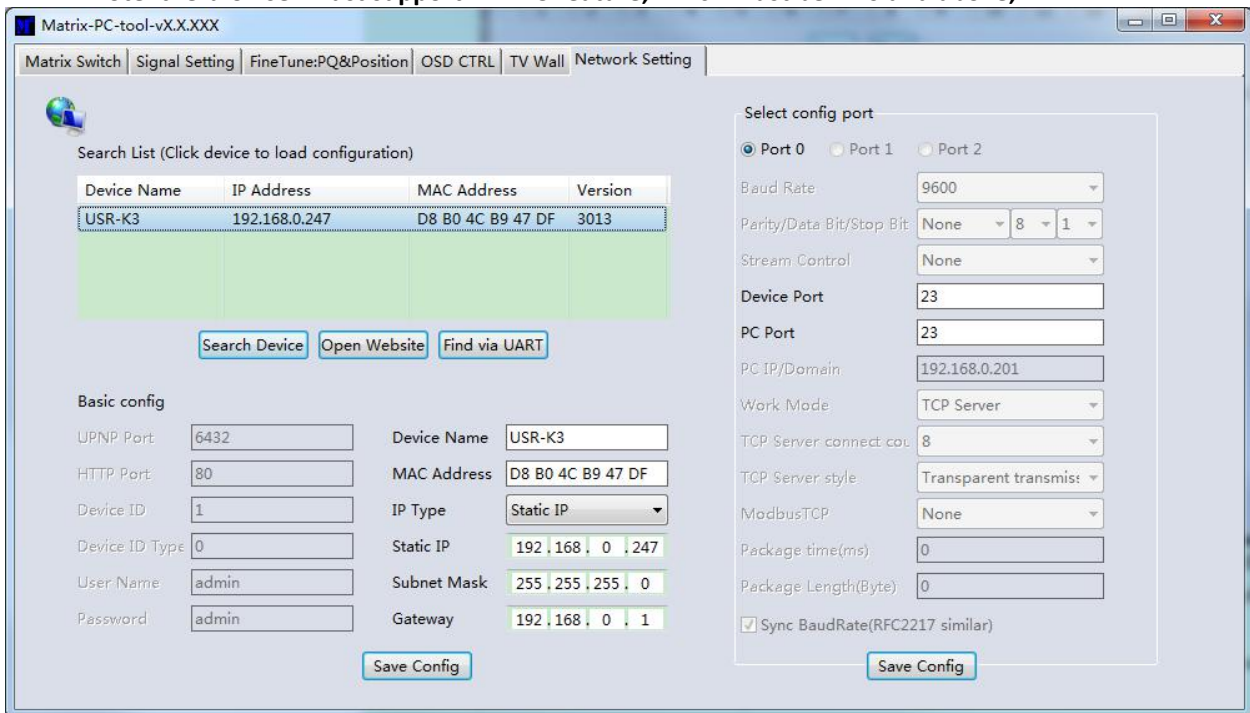 Matrix-PC-tool-vX.X.XXX
Matrix Switch Signal Setting FineTune:PQ&Position OSD CTRL TV Wall Network Setting
Search List (Click device to load configuration)
Device Name IP Address MAC Address Version
USR-K3 192.168.0.247 D8 B0 4C B9 47 DF 3013
Search Device Open Website Find via UART
Basic config
UPNP Port 6432 Device Name USR-K3
HTTP Port 80 MAC Address D8 B0 4C B9 47 DF
Device ID 1 IP Type Static IP
Device ID Type 0 Static IP 192 . 168 . 0 . 247
User Name admin Subnet Mask 255 . 255 . 255 . 0
Password admin Gateway 192 . 168 . 0 . 1
Save Config
Select config port
Port 0 Port 1 Port 2
Baud Rate 9600
Parity/Data Bit/Stop Bit None 8 1
Stream Control None
Device Port 23
PC Port 23
PC IP/Domain 192.168.0.201
Work Mode TCP Server
TCP Server connect cou 8
TCP Server style Transparent transmiss
ModbusTCP None
Package time(ms) 0
Package Length(Byte) 0
Sync BaudRate(RFC2217 similar)
Save Config